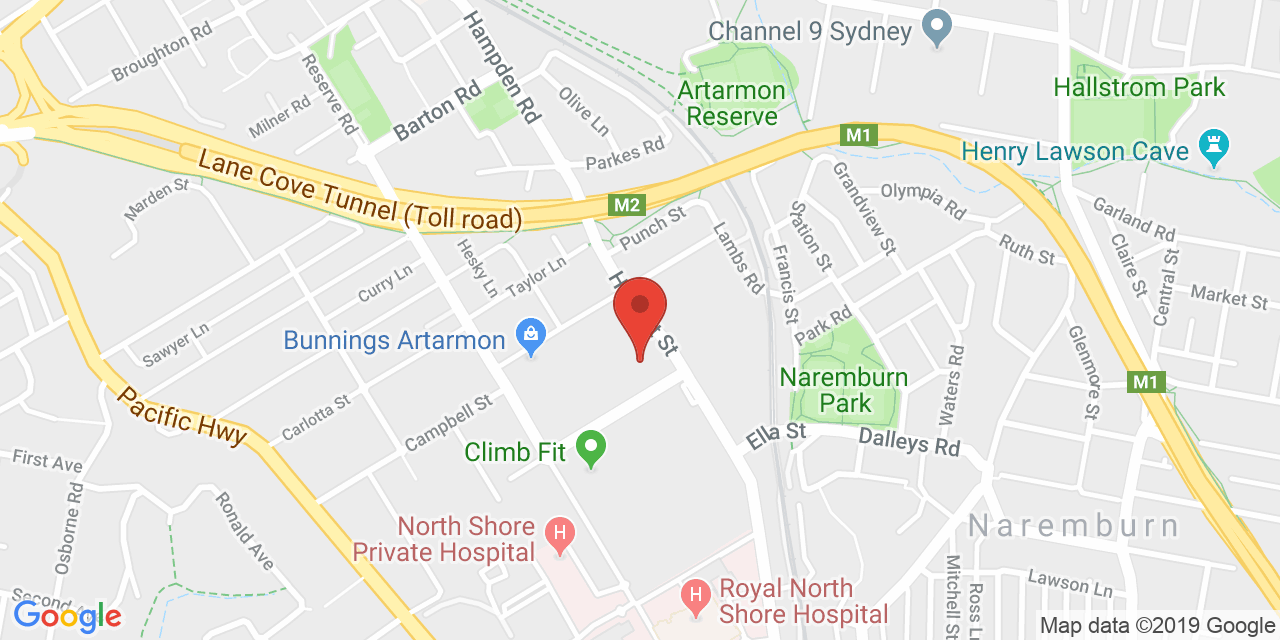 Broughton Rd
Hampden Rd
Channel 9 Sydney
Reserve Rd
Milner Rd
Barton Rd
Olive Ln
Parkes Rd
Artarmon
Reserve
M1
Hallstrom Park
Henry Lawson Cave
Lane Cove Tunnel (Toll road)
M2
Marden St
Punch St
Lambs Rd
Station St
Grandview St
Olympia Rd
Ruth St
Garland Rd
Claire St
Central St
Market St
Hesky Ln
Taylor Ln
Curry Ln
Sawyer Ln
Francis St
Park Rd
Glenmore St
Bunnings Artarmon
St
Naremburn
Park
Waters Rd
M1
Pacific Hwy
Carlotta St
Campbell St
Ella St
Dalleys Rd
Climb Fit
H
First Ave
Osborne Rd
Ronald Ave
North Shore
Private Hospital
H
Naremburn
Royal North
Shore Hospital
H
Mitchell St
Ross Ln
Lawson Ln
Second
Google
Map data ©2019 Google